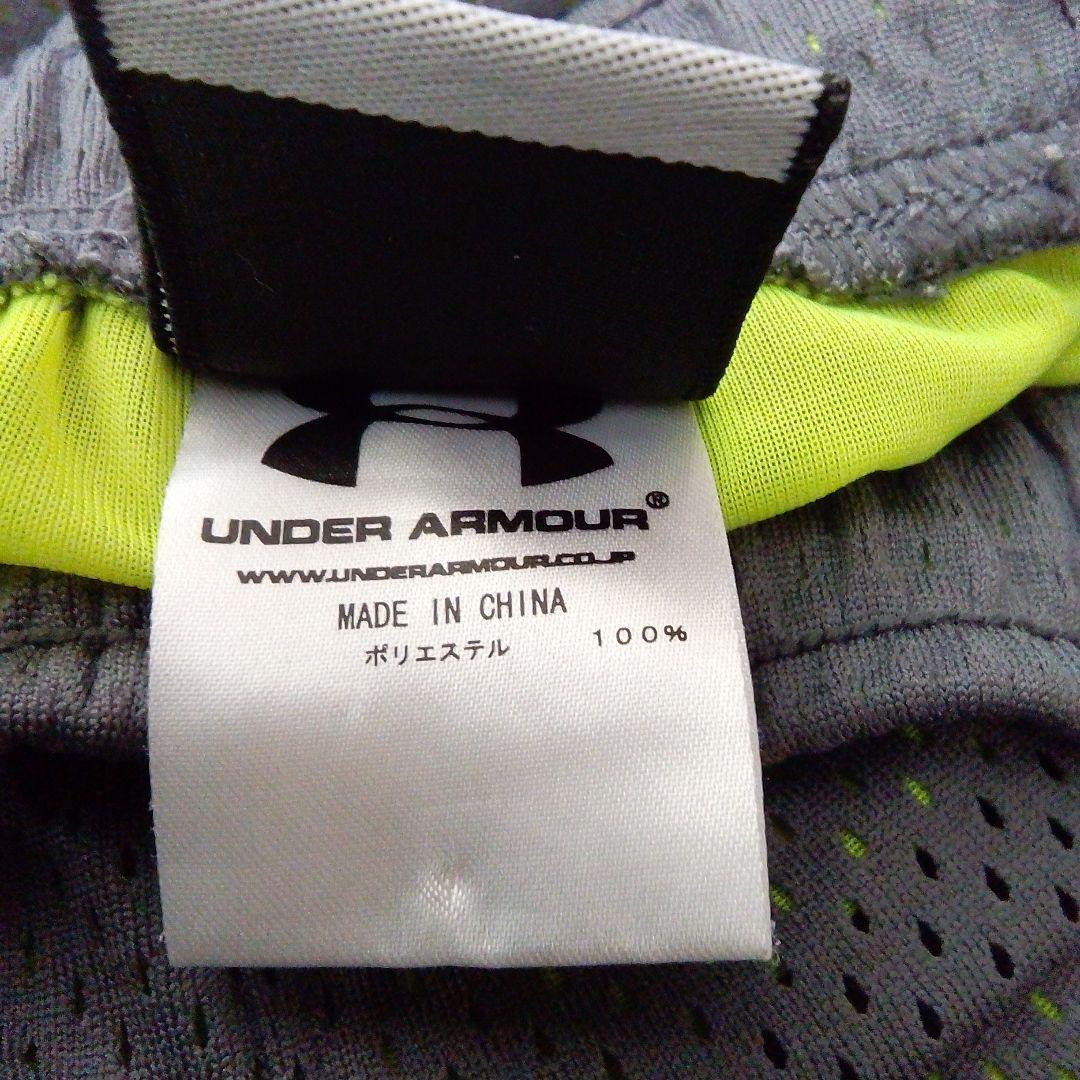 UNDER ARMOUR®
WWW.UNDERARMOUR.CO.JP
MADE IN CHINA
ポリエステル 100%